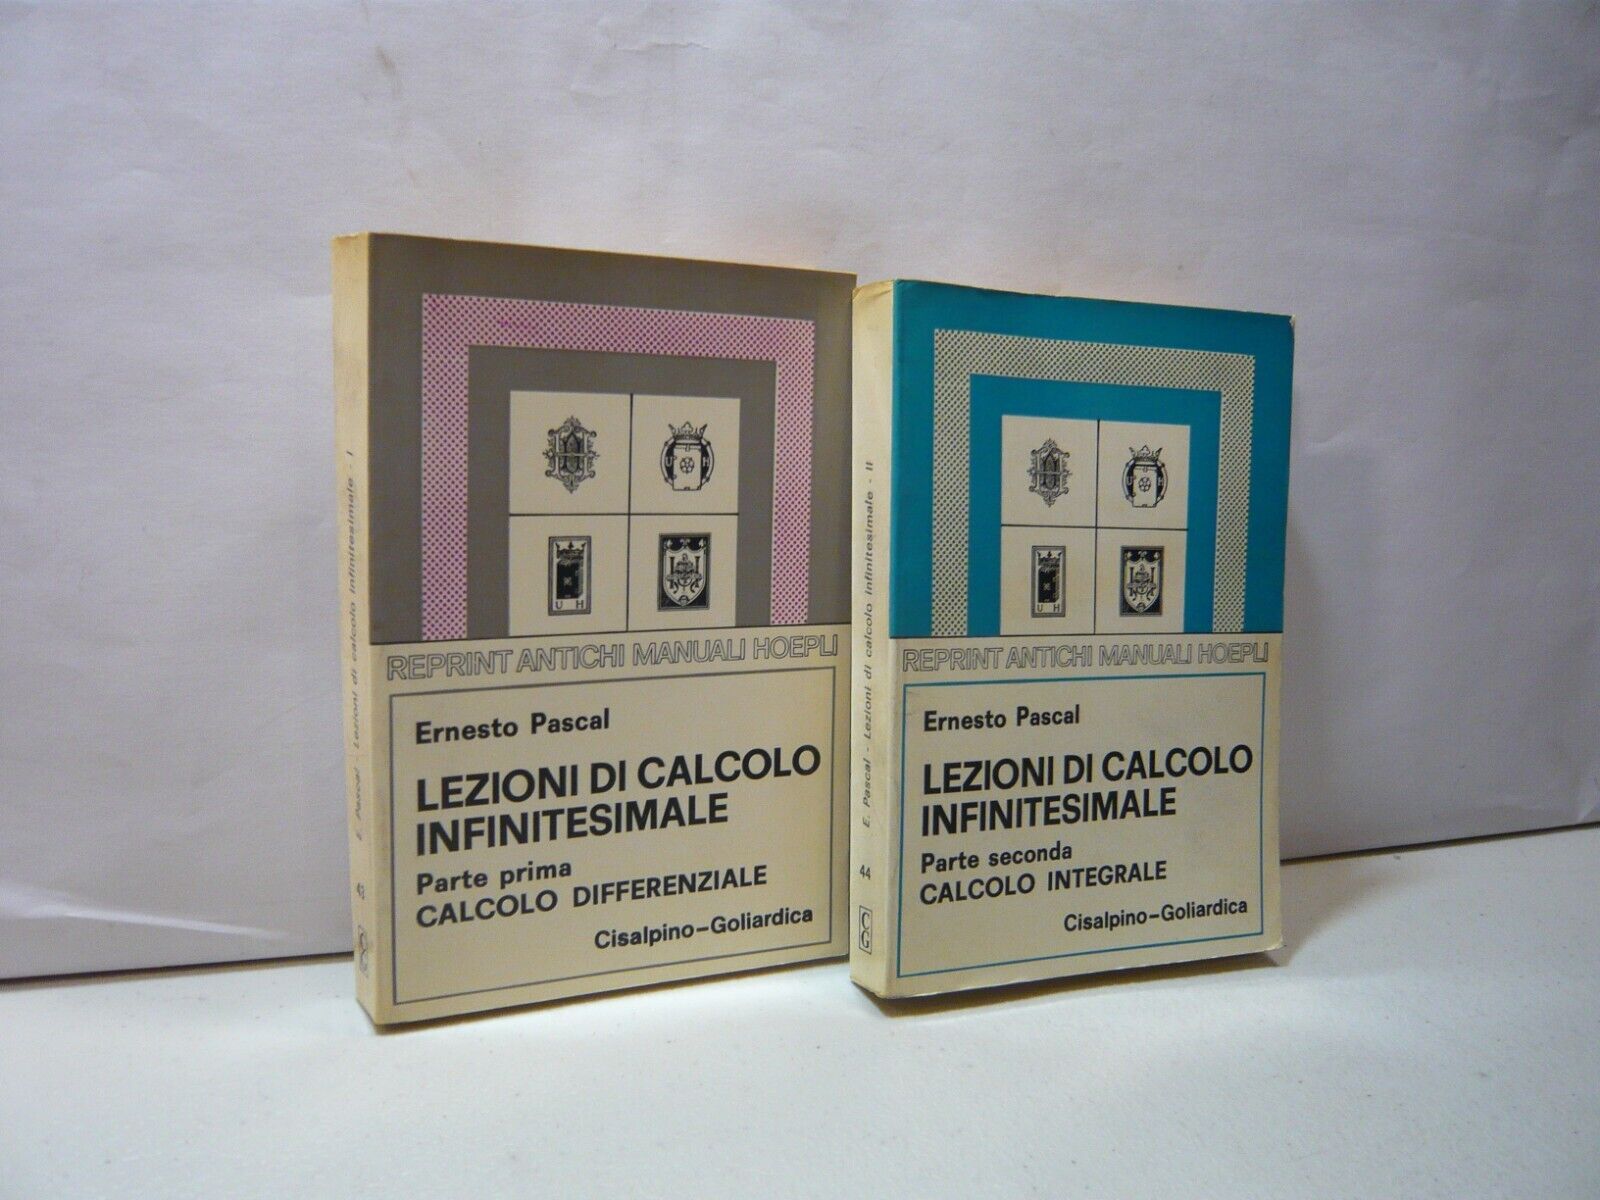 E. Pascal - Lezioni di calcolo infinitesimale - I
43
CG
U H
U H
REPRINT ANTICHI MANUALI HOEPLI
Ernesto Pascal
LEZIONI DI CALCOLO
INFINITESIMALE
Parte prima
CALCOLO DIFFERENZIALE
Cisalpino-Goliardica
E. Pascal - Lezioni di calcolo infinitesimale - II
44
CG
U H
U H
REPRINT ANTICHI MANUALI HOEPLI
Ernesto Pascal
LEZIONI DI CALCOLO
INFINITESIMALE
Parte seconda
CALCOLO INTEGRALE
Cisalpino-Goliardica